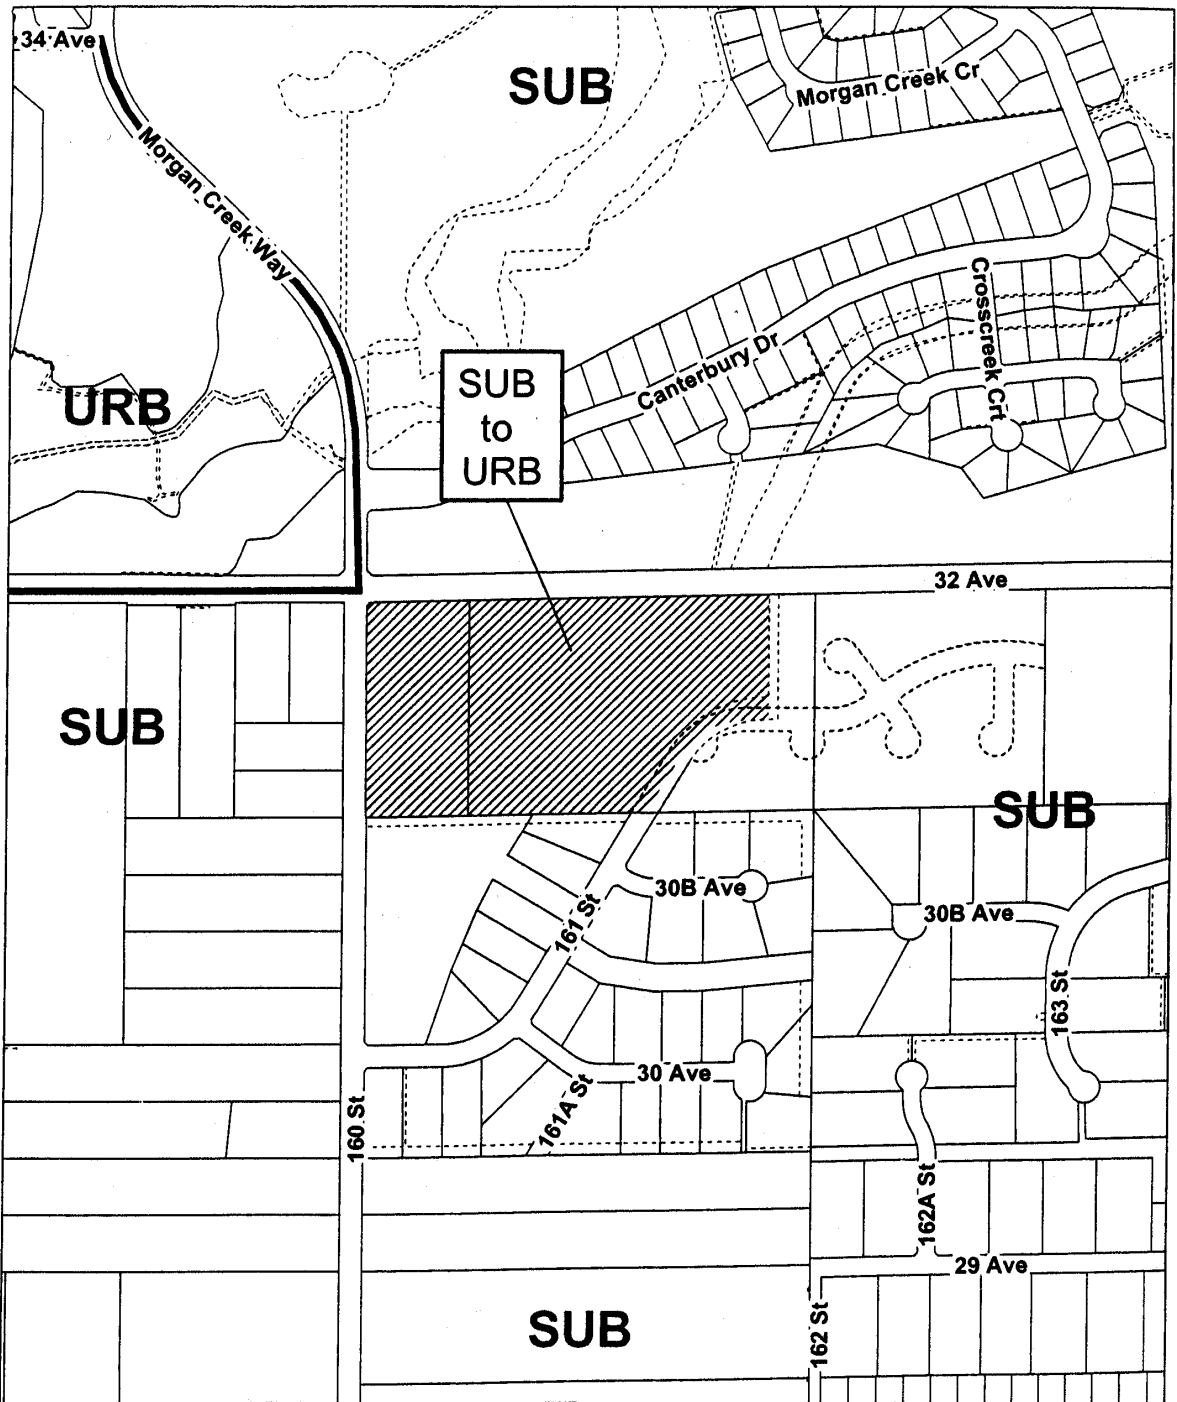 34 Ave
SUB
Morgan Creek Cr
Morgan Creek Way
Crosscreek Crt
Canterbury Dr
SUB
to
URB
URB
32 Ave
SUB
SUB
30B Ave
161 St
30B Ave
163 St
30 Ave
161A St
160 St
162A St
29 Ave
SUB
162 St